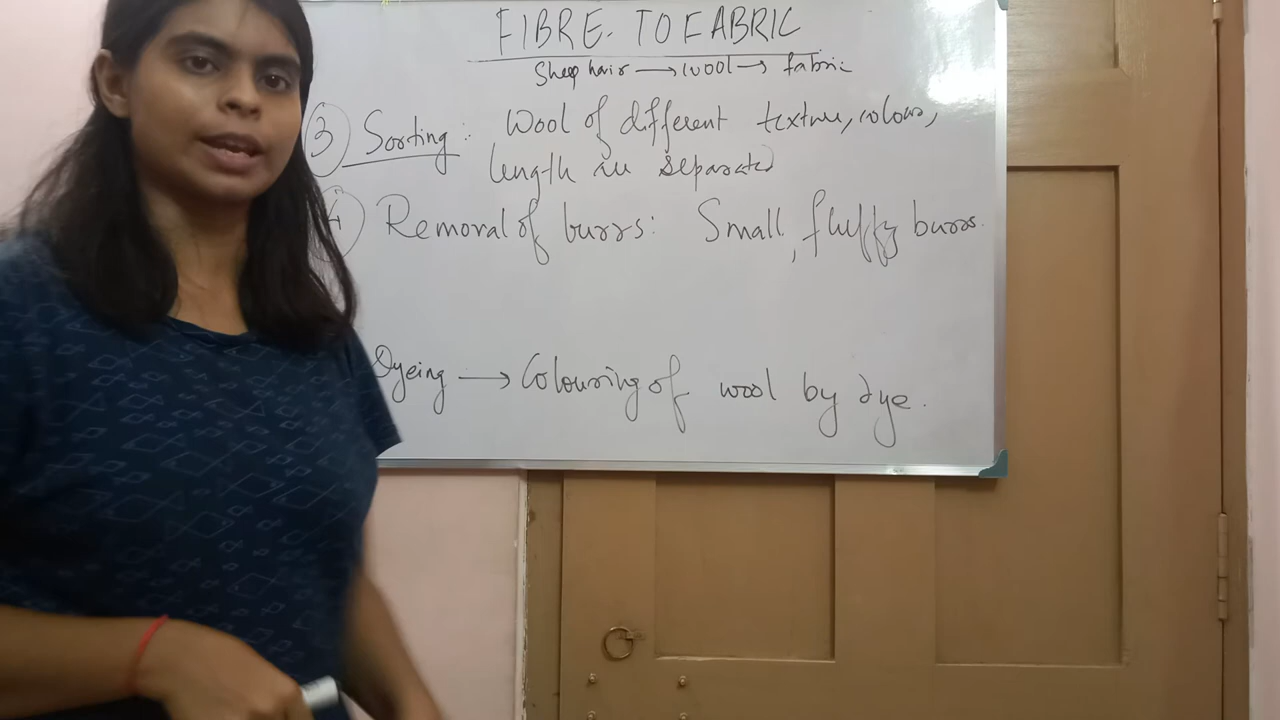 FIBRE. TO FABRIC
Sheep hair → wool → fabric
③ Sorting: Wool of different texture, colour,
length are separated
④ Removal of burrs: Small, fluffy burrs.
Dyeing → Colouring of wool by dye.